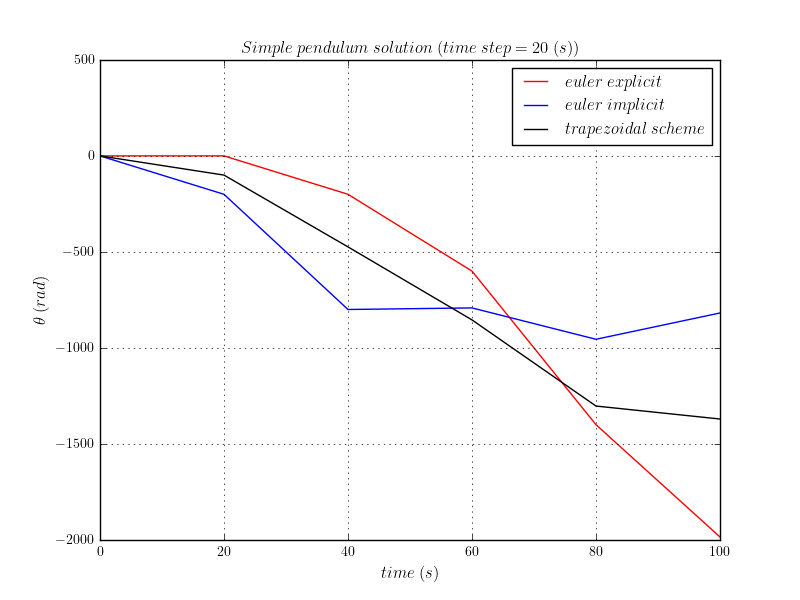 Simple pendulum solution (time step = 20 (s))
euler explicit
euler implicit
trapezoidal scheme
500
0
−500
−1000
−1500
−2000
θ (rad)
0 20 40 60 80 100
time (s)